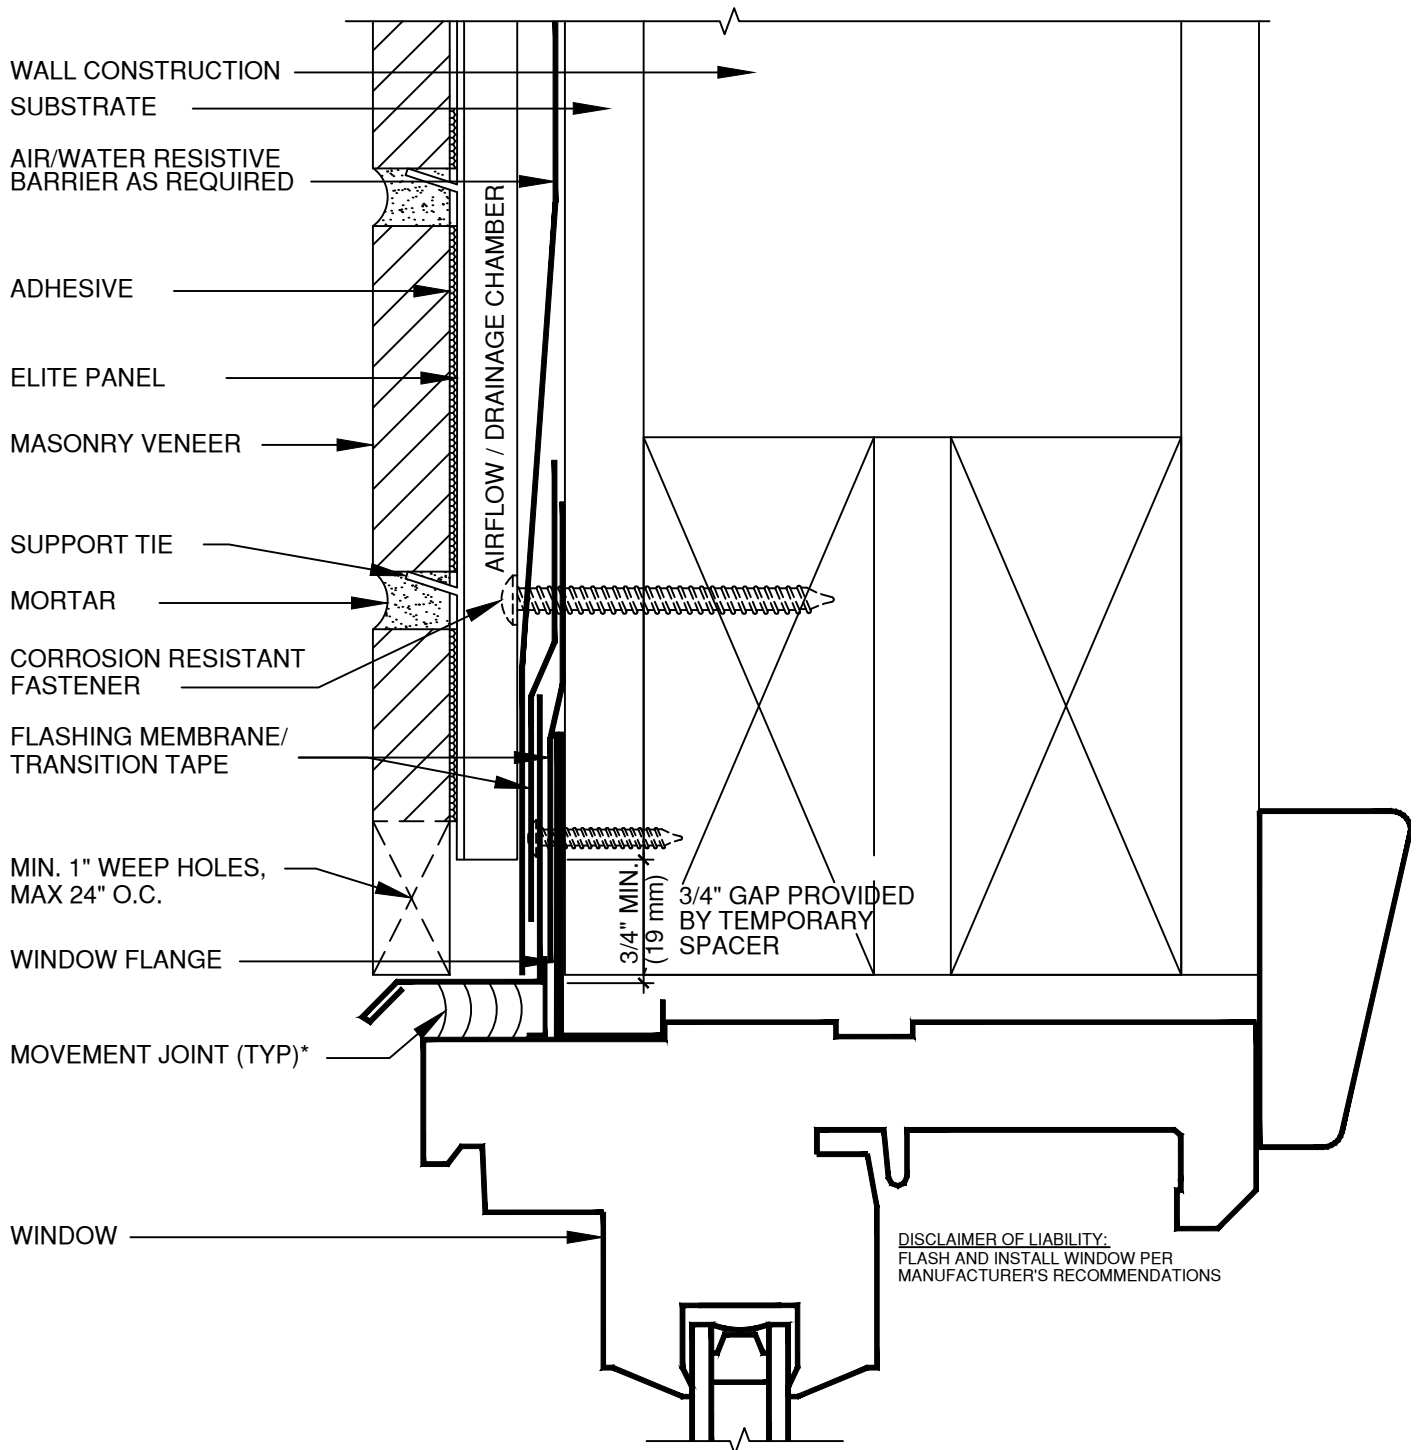 WALL CONSTRUCTION
SUBSTRATE
AIR/WATER RESISTIVE
BARRIER AS REQUIRED
ADHESIVE
ELITE PANEL
MASONRY VENEER
SUPPORT TIE
MORTAR
CORROSION RESISTANT
FASTENER
FLASHING MEMBRANE/
TRANSITION TAPE
MIN. 1" WEEP HOLES,
MAX 24" O.C.
WINDOW FLANGE
MOVEMENT JOINT (TYP)*
WINDOW
AIRFLOW / DRAINAGE CHAMBER
3/4" MIN.
(19 mm)
3/4" GAP PROVIDED
BY TEMPORARY
SPACER
DISCLAIMER OF LIABILITY:
FLASH AND INSTALL WINDOW PER
MANUFACTURER'S RECOMMENDATIONS